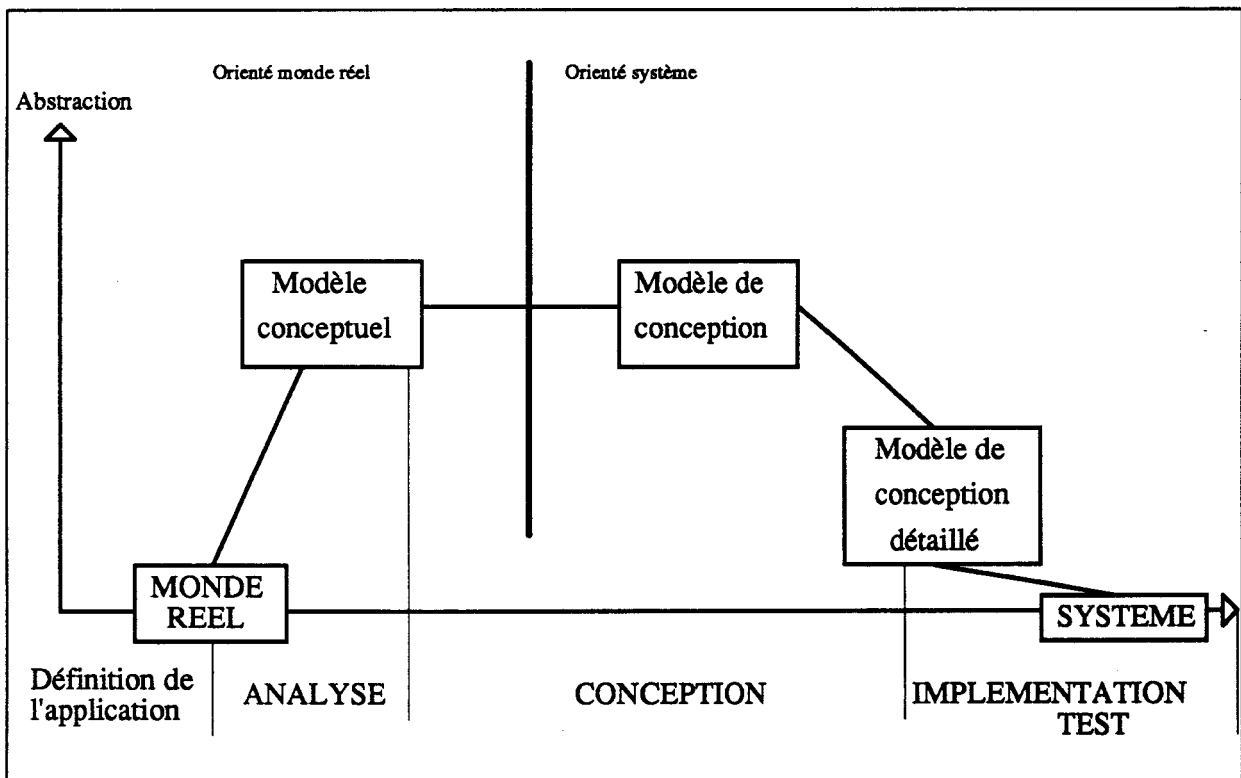 Orienté monde réel
Orienté système
Abstraction
Modèle
conceptuel
Modèle de
conception
Modèle de
conception
détaillé
MONDE
REEL
SYSTEME
Définition de
l'application
ANALYSE
CONCEPTION
IMPLEMENTATION
TEST